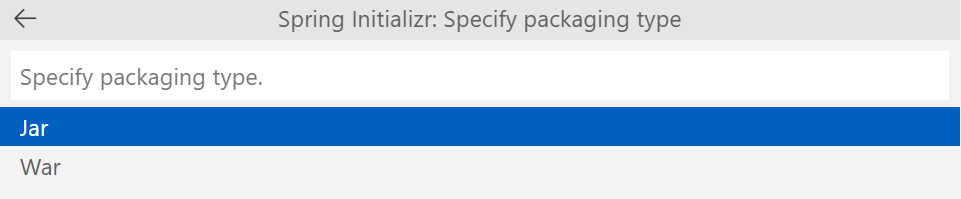 Spring Initializr: Specify packaging type
Specify packaging type.
Jar
War